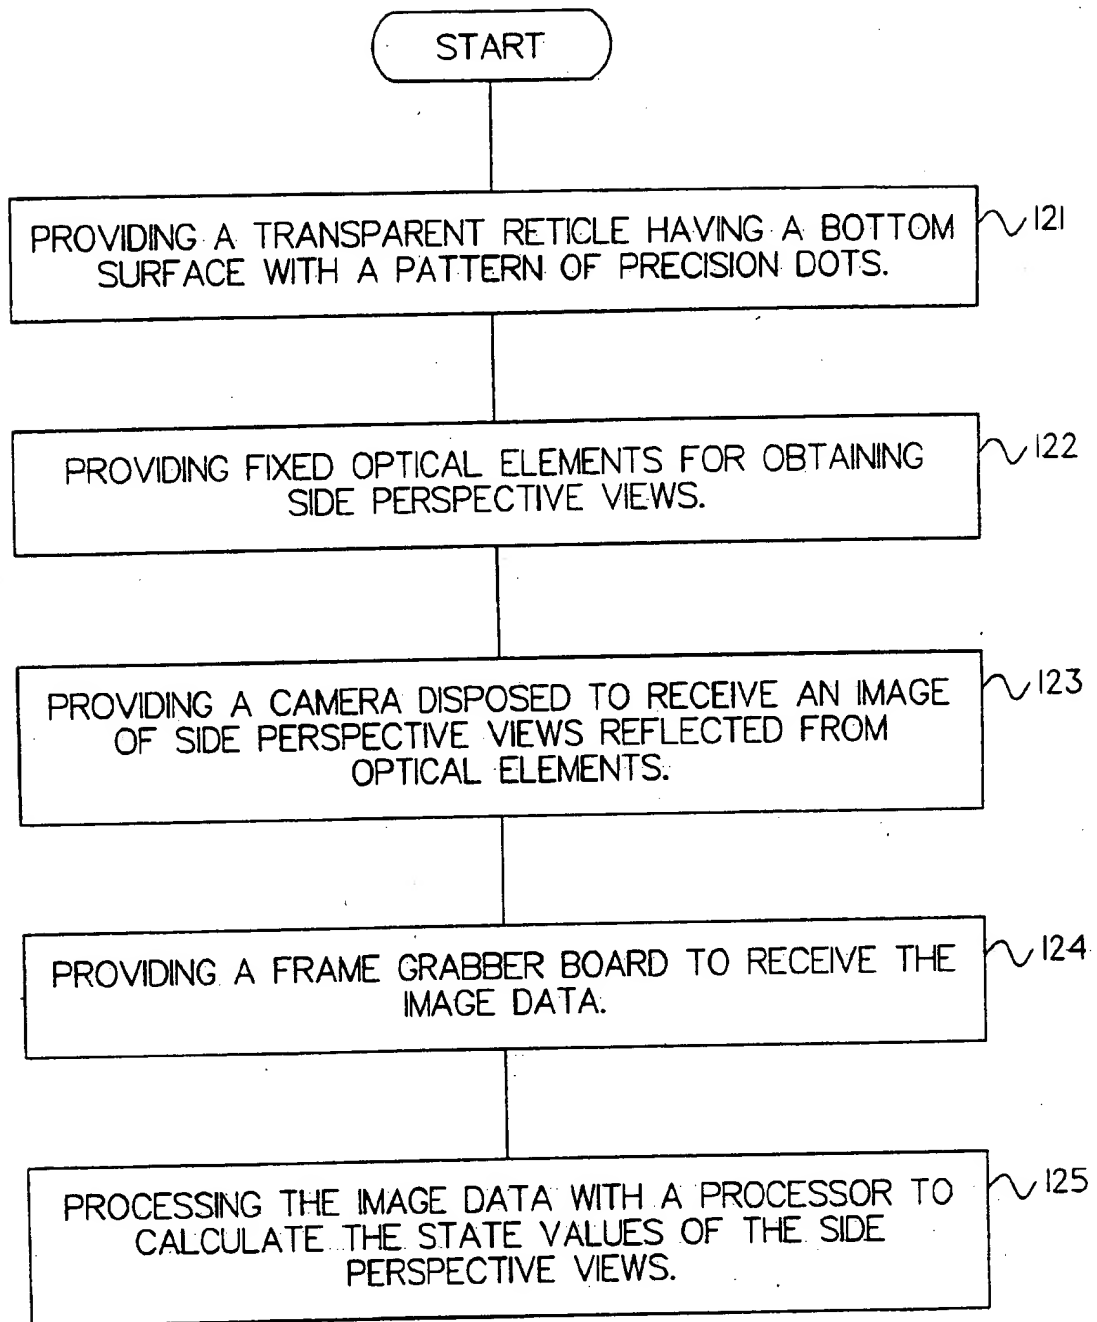 START
PROVIDING A TRANSPARENT RETICLE HAVING A BOTTOM
SURFACE WITH A PATTERN OF PRECISION DOTS.
121
PROVIDING FIXED OPTICAL ELEMENTS FOR OBTAINING
SIDE PERSPECTIVE VIEWS.
122
PROVIDING A CAMERA DISPOSED TO RECEIVE AN IMAGE
OF SIDE PERSPECTIVE VIEWS REFLECTED FROM
OPTICAL ELEMENTS.
123
PROVIDING A FRAME GRABBER BOARD TO RECEIVE THE
IMAGE DATA.
124
PROCESSING THE IMAGE DATA WITH A PROCESSOR TO
CALCULATE THE STATE VALUES OF THE SIDE
PERSPECTIVE VIEWS.
125